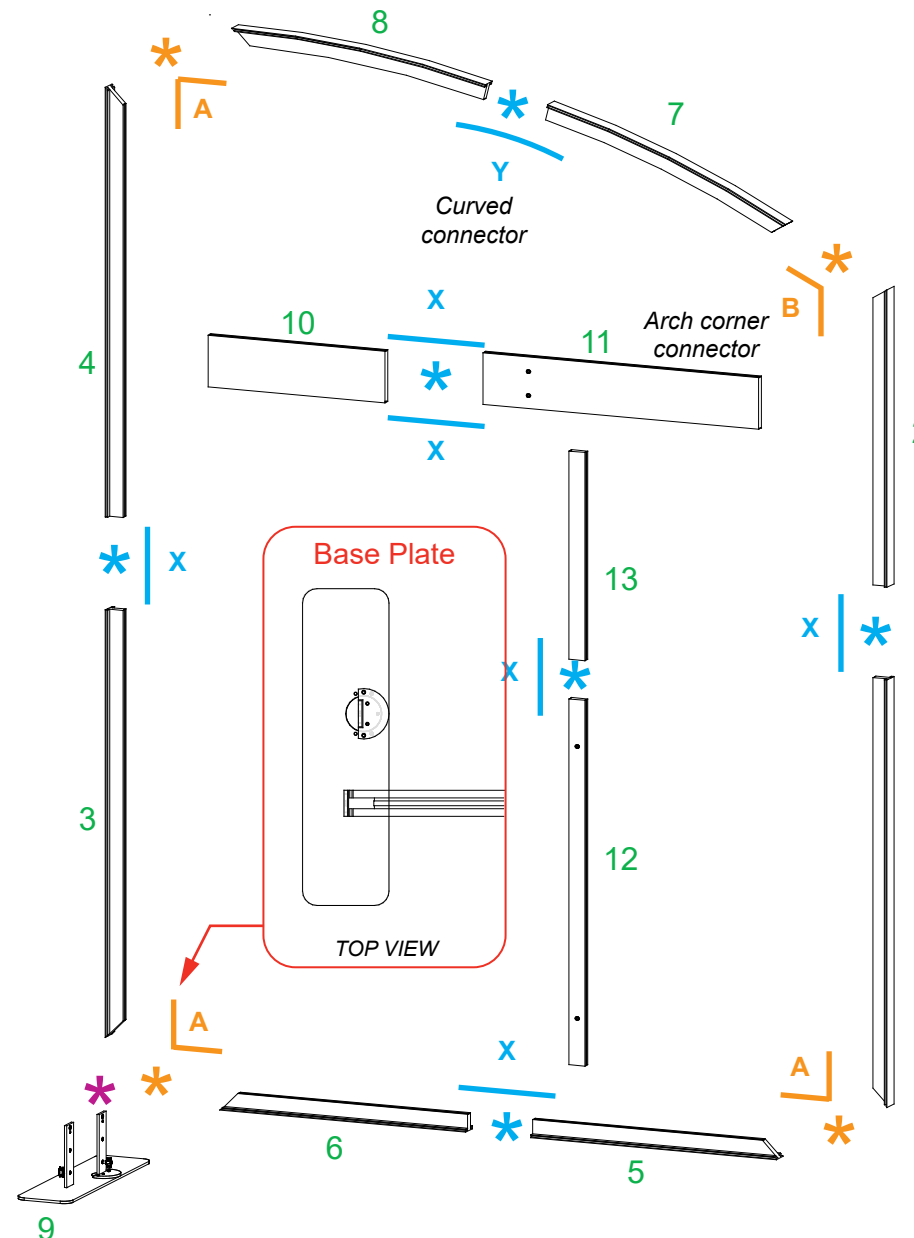 8
*
A
7
*
Y
Curved
connector
*
B
X
10
Arch corner
connector
11
4
*
X
Base Plate
13
*
X
X
*
X
*
3
12
TOP VIEW
A
X
A
*
*
*
*
6
5
9